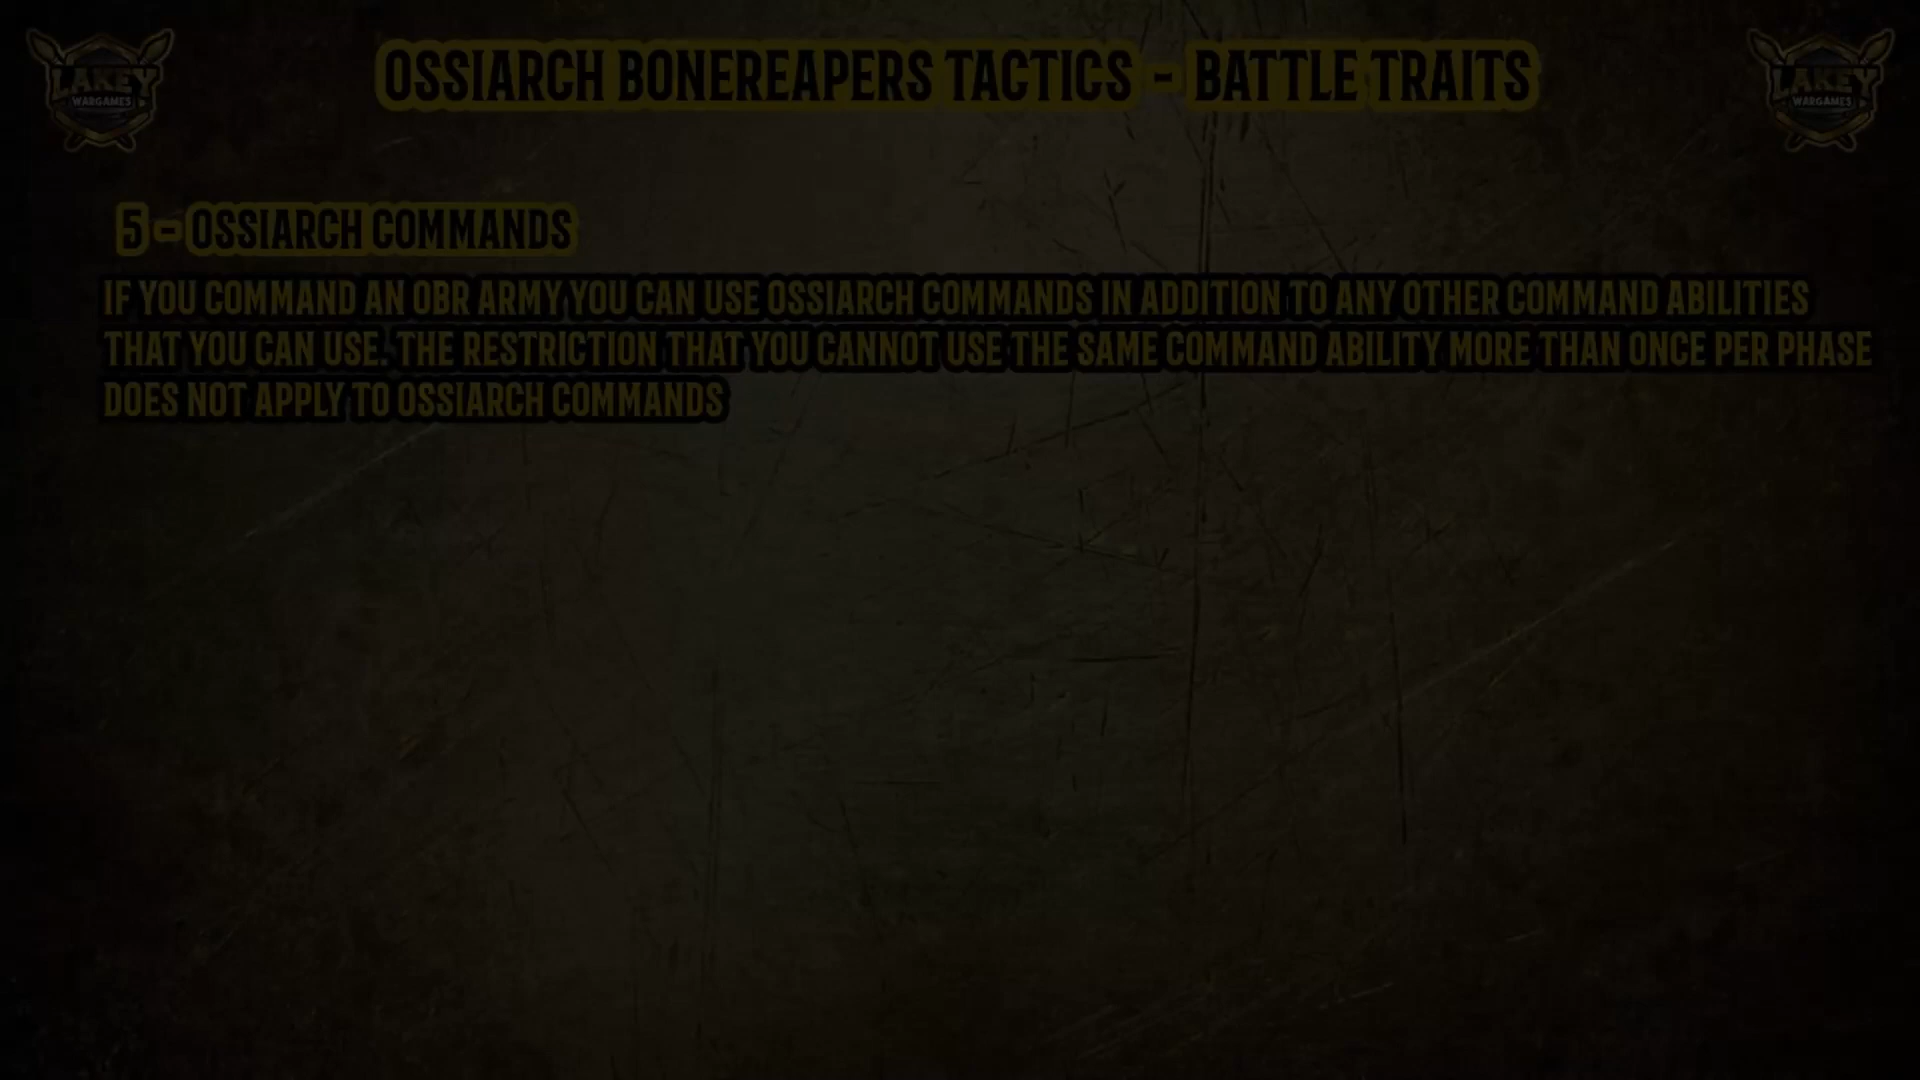 LAKEY
WARGAMES
OSSIARCH BONEREAPERS TACTICS - BATTLE TRAITS
LAKEY
WARGAMES
5 - OSSIARCH COMMANDS
IF YOU COMMAND AN OBR ARMY YOU CAN USE OSSIARCH COMMANDS IN ADDITION TO ANY OTHER COMMAND ABILITIES
THAT YOU CAN USE. THE RESTRICTION THAT YOU CANNOT USE THE SAME COMMAND ABILITY MORE THAN ONCE PER PHASE
DOES NOT APPLY TO OSSIARCH COMMANDS